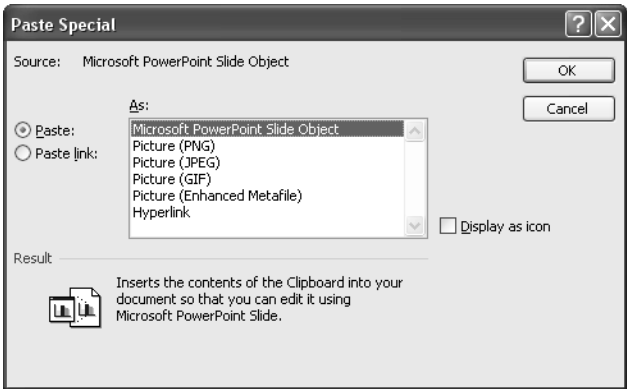 Paste Special
Source: Microsoft PowerPoint Slide Object
OK
As:
Cancel
Paste:
Paste link:
Microsoft PowerPoint Slide Object
Picture (PNG)
Picture (JPEG)
Picture (GIF)
Picture (Enhanced Metafile)
Hyperlink
Display as icon
Result
Inserts the contents of the Clipboard into your
document so that you can edit it using
Microsoft PowerPoint Slide.